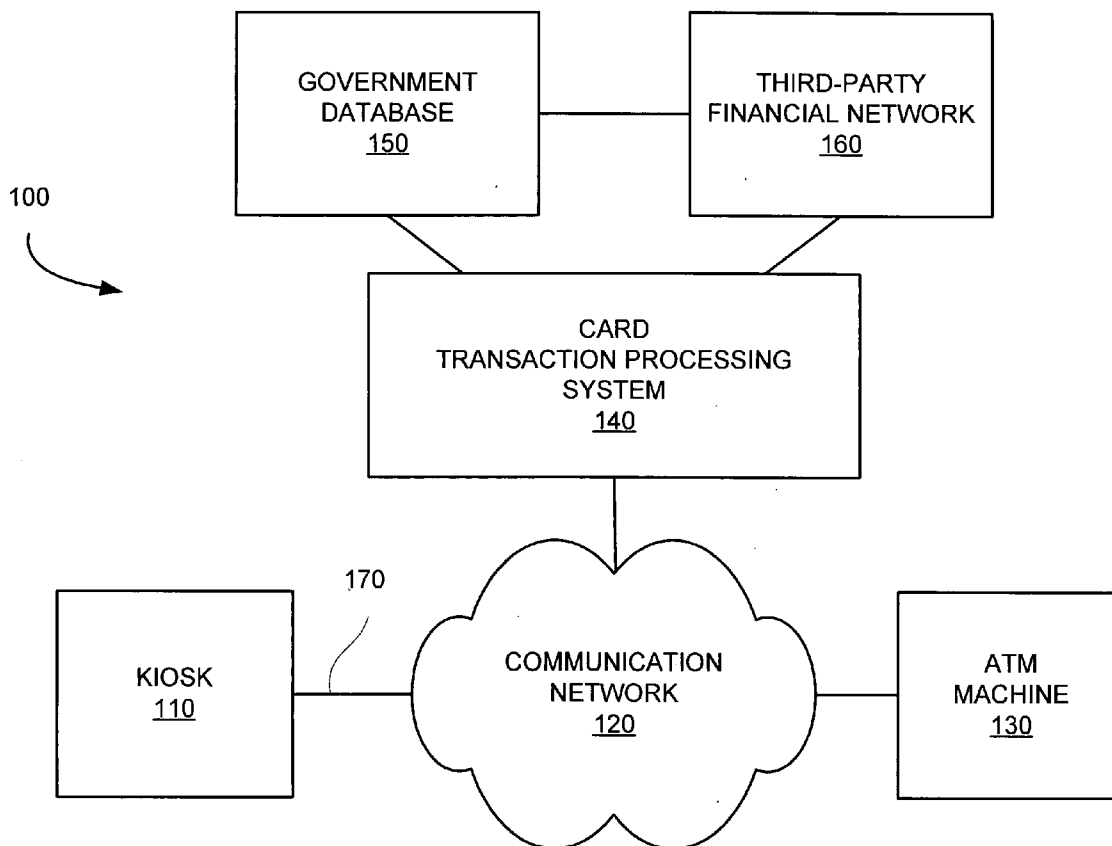 GOVERNMENT
DATABASE
150
THIRD-PARTY
FINANCIAL NETWORK
160
100
CARD
TRANSACTION PROCESSING
SYSTEM
140
170
KIOSK
110
COMMUNICATION
NETWORK
120
ATM
MACHINE
130